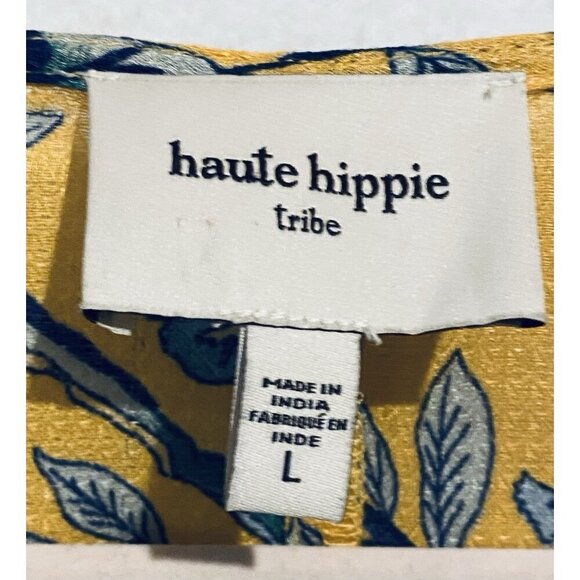 haute hippie
tribe
MADE IN
INDIA
FABRIQUÉ EN
INDE
L